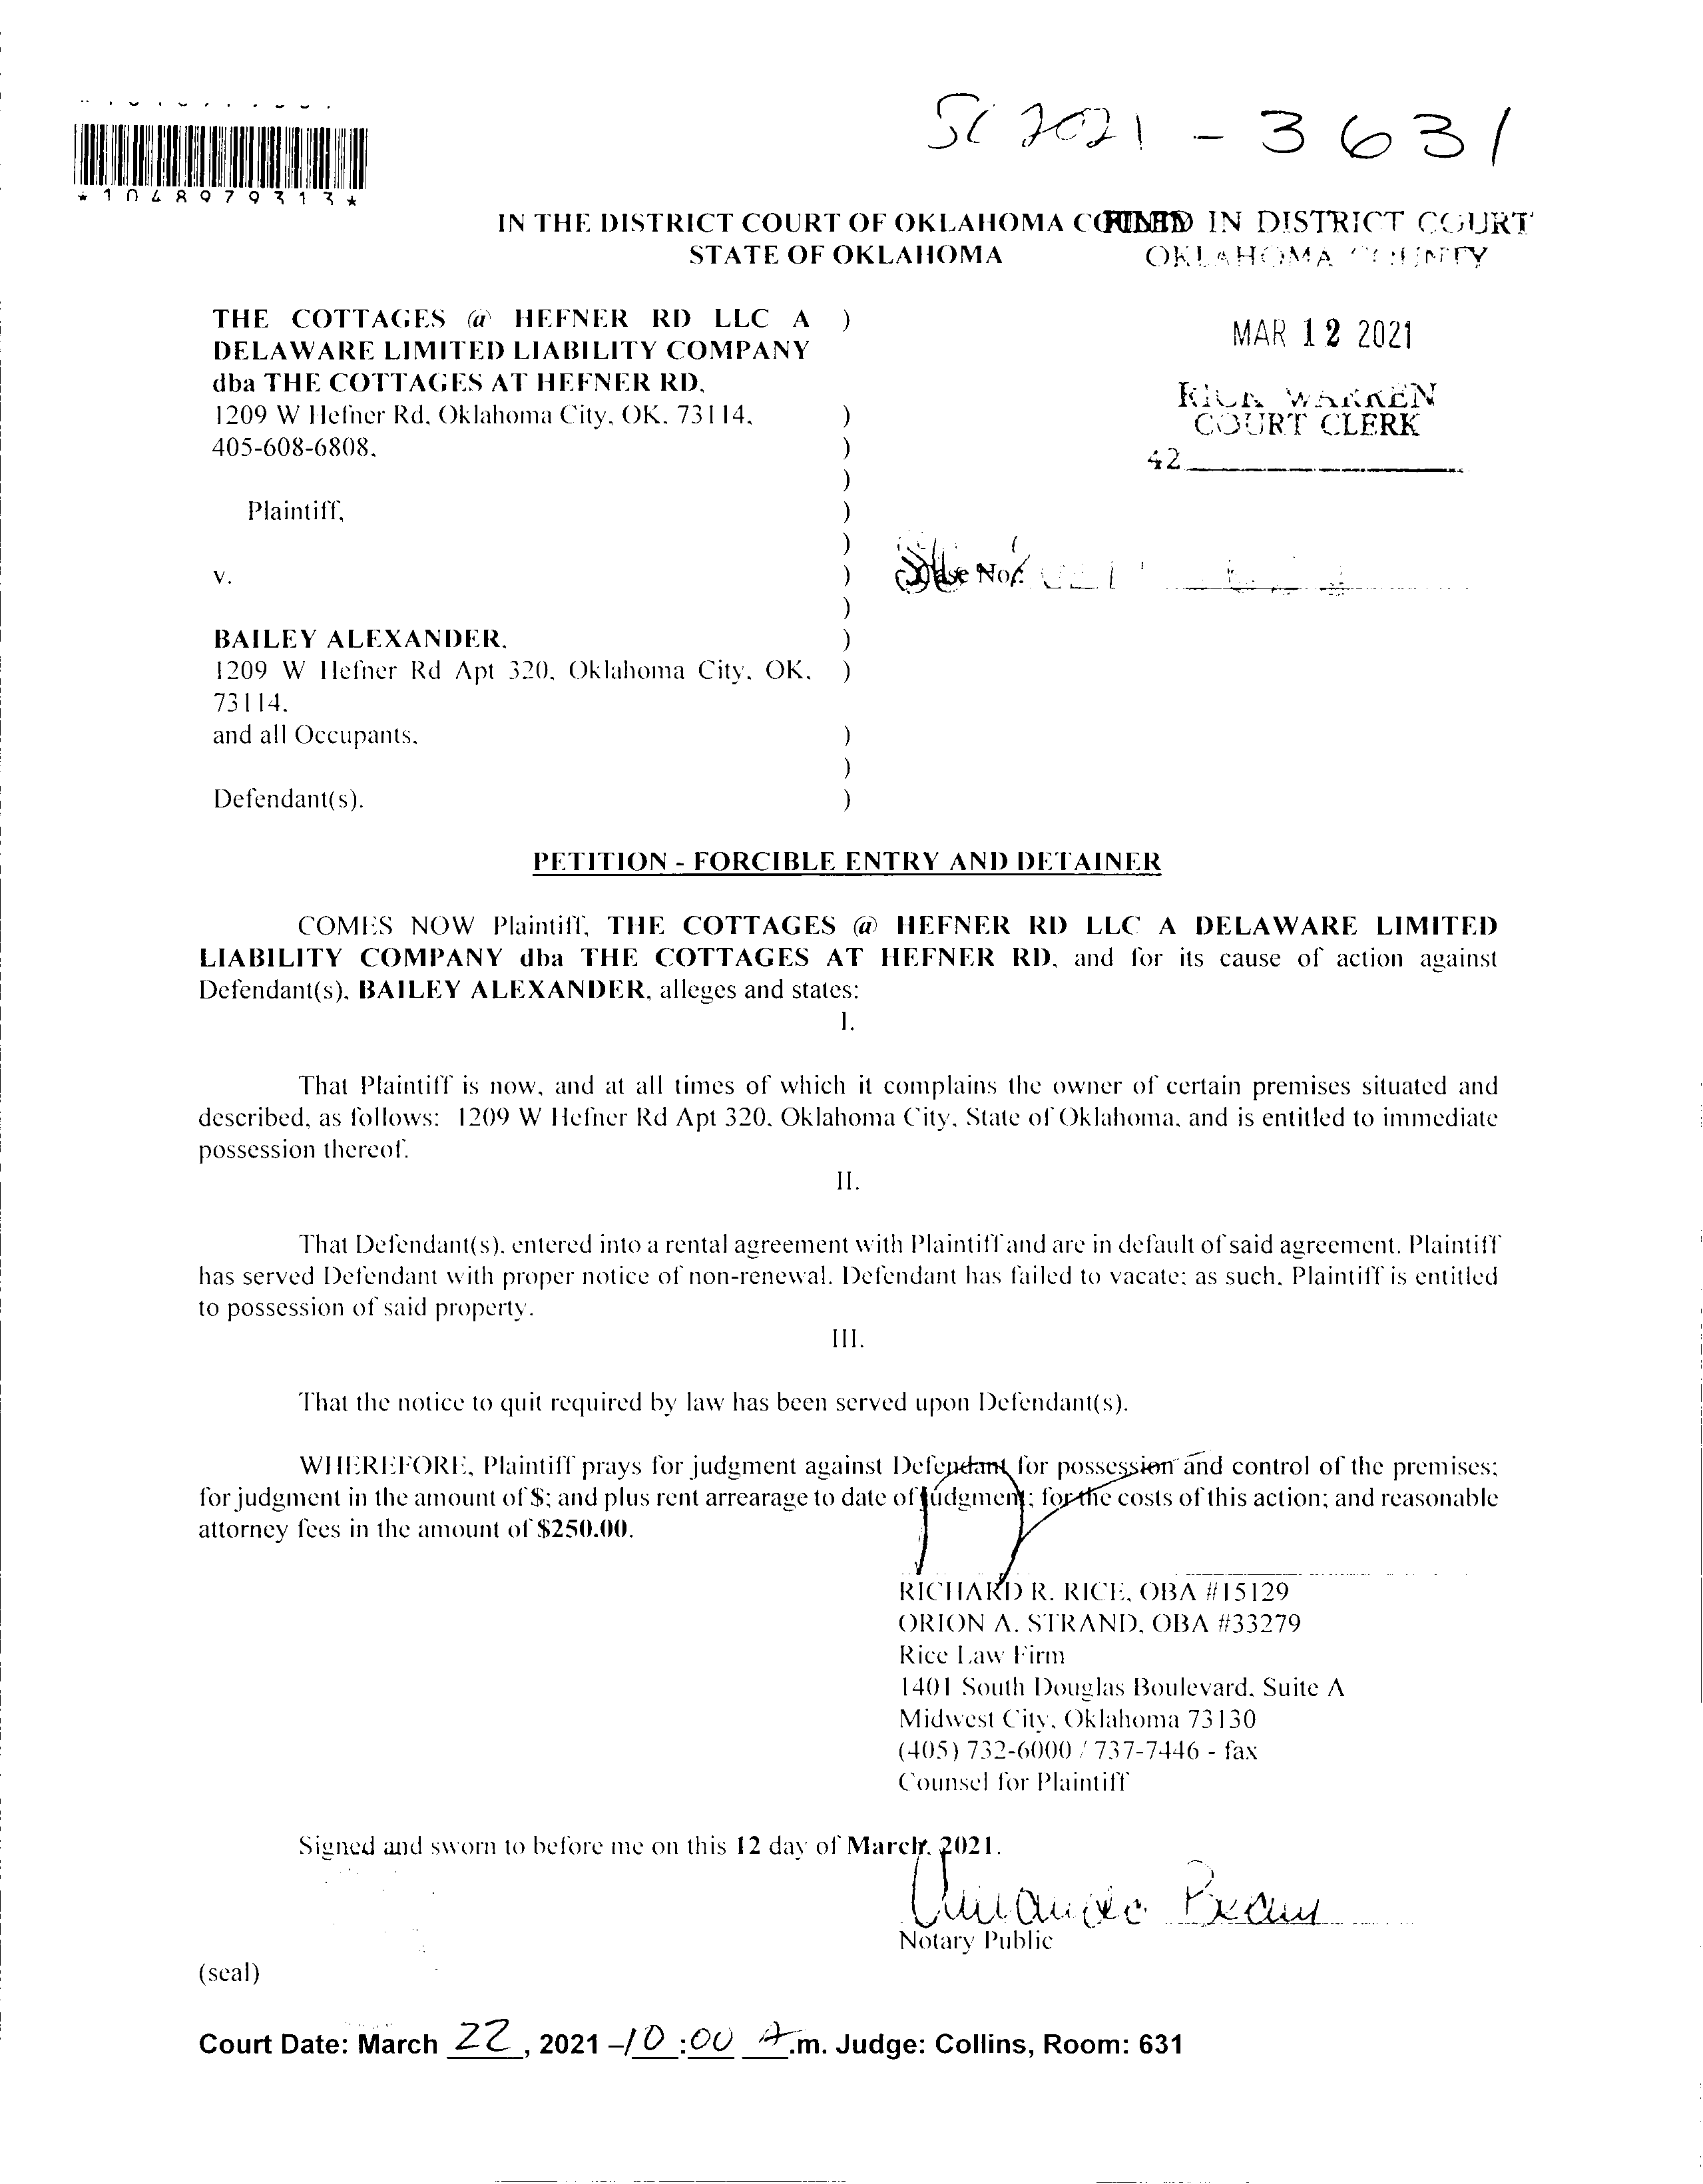 SC 2021 - 3631
*1048979313*
IN THE DISTRICT COURT OF OKLAHOMA
STATE OF OKLAHOMA
IN DISTRICT COURT
OKLAHOMA COUNTY
MAR 12 2021
RICK WARREN
COURT CLERK
42
THE COTTAGES @ HEFNER RD LLC A )
DELAWARE LIMITED LIABILITY COMPANY
dba THE COTTAGES AT HEFNER RD,
1209 W Hefner Rd, Oklahoma City, OK, 73114, )
405-608-6808, )
)
Plaintiff, )
)
v. ) Case No.
)
BAILEY ALEXANDER, )
1209 W Hefner Rd Apt 320, Oklahoma City, OK, )
73114,
and all Occupants, )
)
Defendant(s). )
PETITION - FORCIBLE ENTRY AND DETAINER
COMES NOW Plaintiff, THE COTTAGES @ HEFNER RD LLC A DELAWARE LIMITED
LIABILITY COMPANY dba THE COTTAGES AT HEFNER RD, and for its cause of action against
Defendant(s), BAILEY ALEXANDER, alleges and states:
I.
That Plaintiff is now, and at all times of which it complains the owner of certain premises situated and
described, as follows: 1209 W Hefner Rd Apt 320, Oklahoma City, State of Oklahoma, and is entitled to immediate
possession thereof.
II.
That Defendant(s), entered into a rental agreement with Plaintiff and are in default of said agreement. Plaintiff
has served Defendant with proper notice of non-renewal. Defendant has failed to vacate; as such, Plaintiff is entitled
to possession of said property.
III.
That the notice to quit required by law has been served upon Defendant(s).
WHEREFORE, Plaintiff prays for judgment against Defendant for possession and control of the premises;
for judgment in the amount of $; and plus rent arrearage to date of judgment; for the costs of this action; and reasonable
attorney fees in the amount of $250.00.
RICHARD R. RICE, OBA #15129
ORION A. STRAND, OBA #33279
Rice Law Firm
1401 South Douglas Boulevard, Suite A
Midwest City, Oklahoma 73130
(405) 732-6000 / 737-7446 - fax
Counsel for Plaintiff
Signed and sworn to before me on this 12 day of March, 2021.
Notary Public
(seal)
Court Date: March 22, 2021 – 10:00 A.m. Judge: Collins, Room: 631